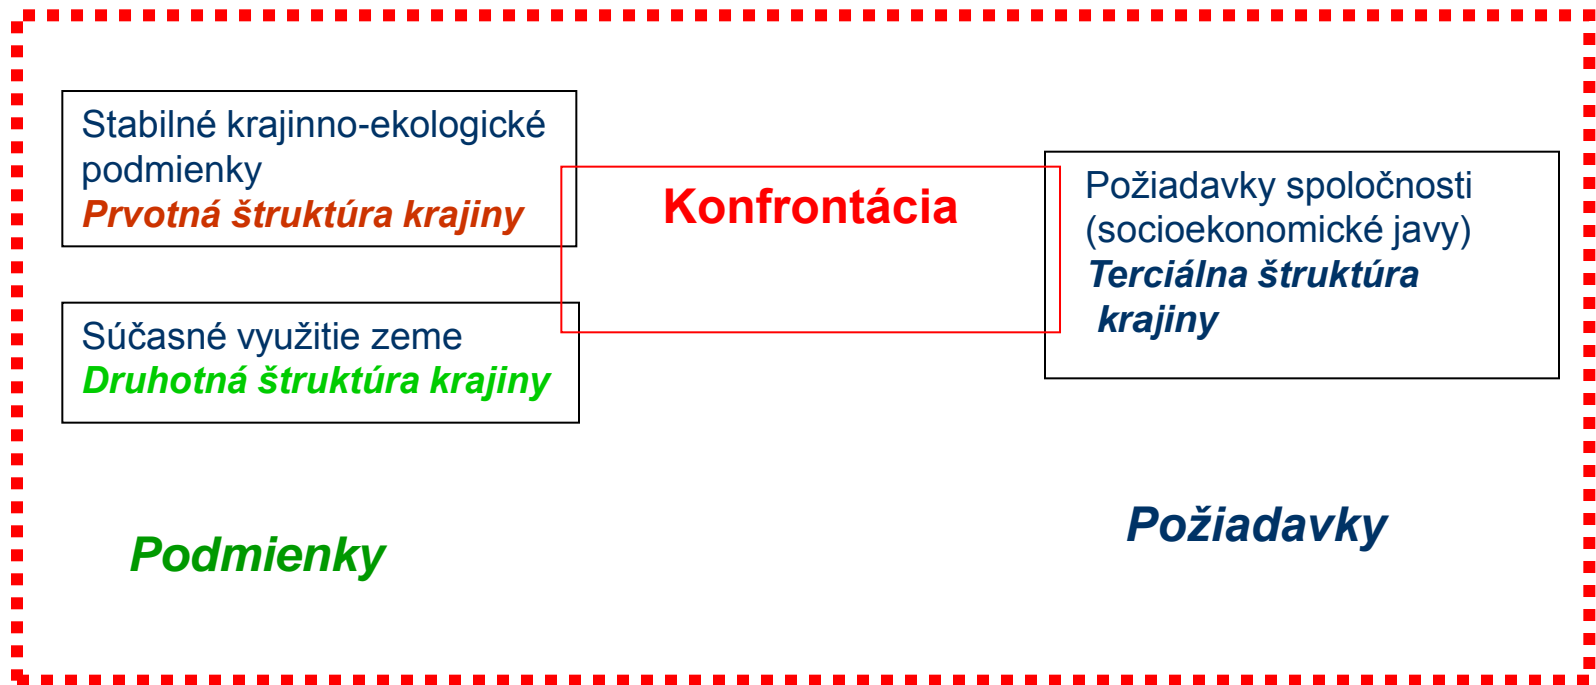 Stabilné krajinno-ekologické
podmienky
Prvotná štruktúra krajiny
Súčasné využitie zeme
Druhotná štruktúra krajiny
Konfrontácia
Požiadavky spoločnosti
(socioekonomické javy)
Terciálna štruktúra
krajiny
Podmienky
Požiadavky